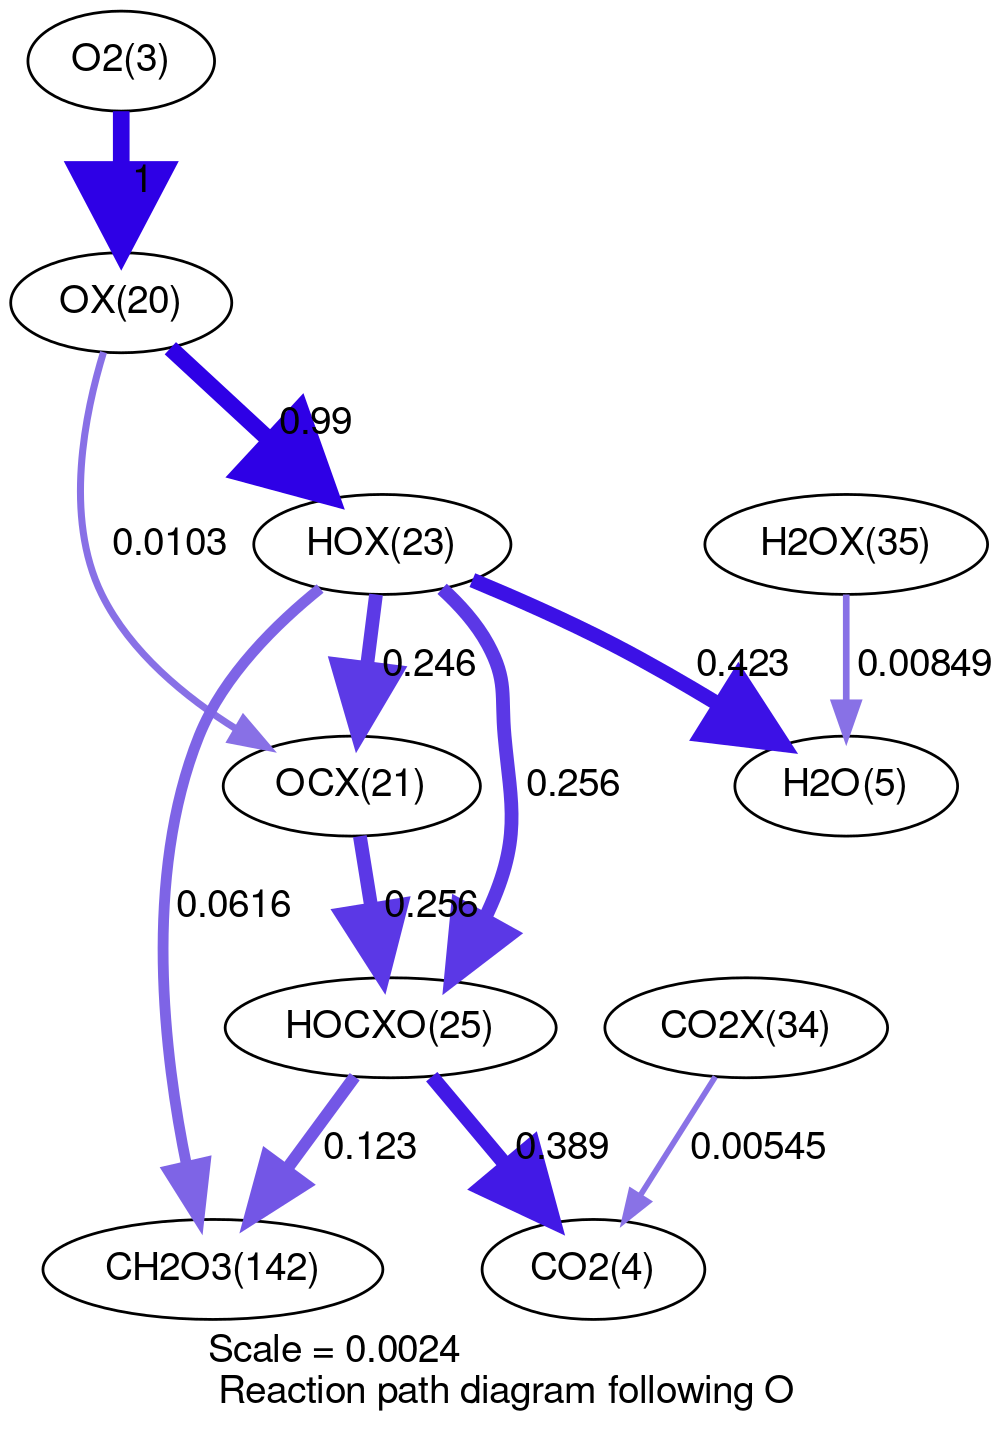 O2(3)
1
OX(20)
0.99
0.0103
HOX(23)
H2OX(35)
0.246
0.423
0.00849
OCX(21)
0.256
H2O(5)
0.0616
0.256
HOCXO(25)
CO2X(34)
0.123
0.389
0.00545
CH2O3(142)
CO2(4)
Scale = 0.0024
Reaction path diagram following O